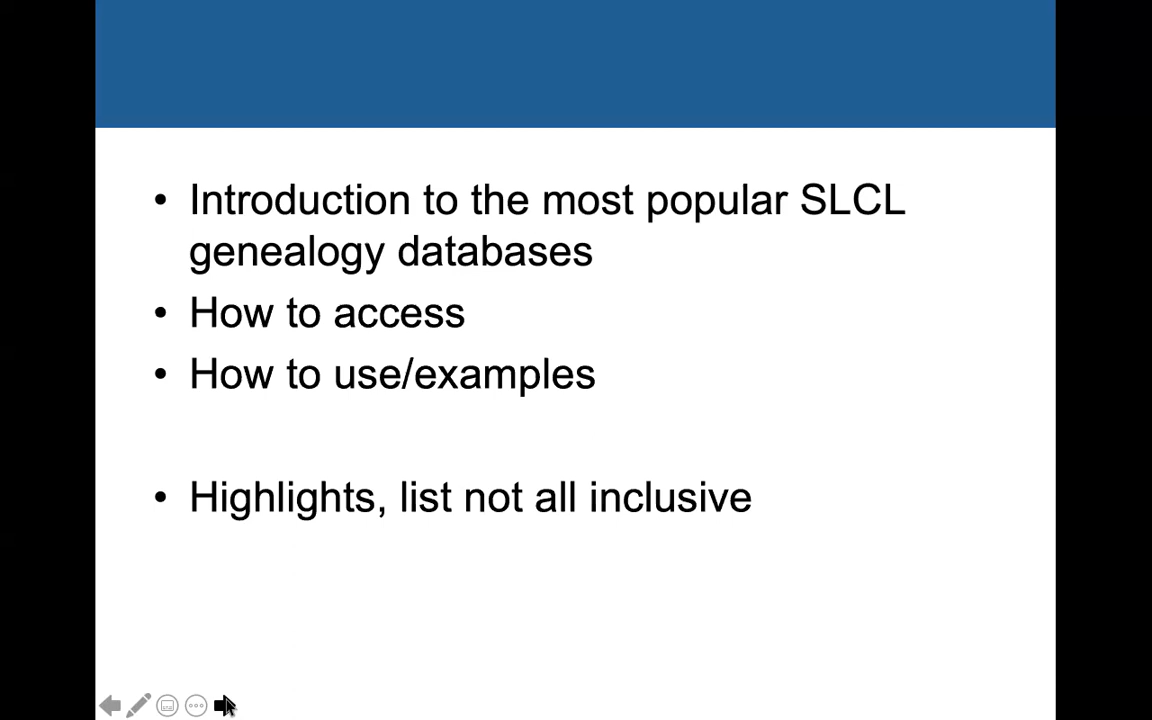 • Introduction to the most popular SLCL
genealogy databases
• How to access
• How to use/examples
• Highlights, list not all inclusive